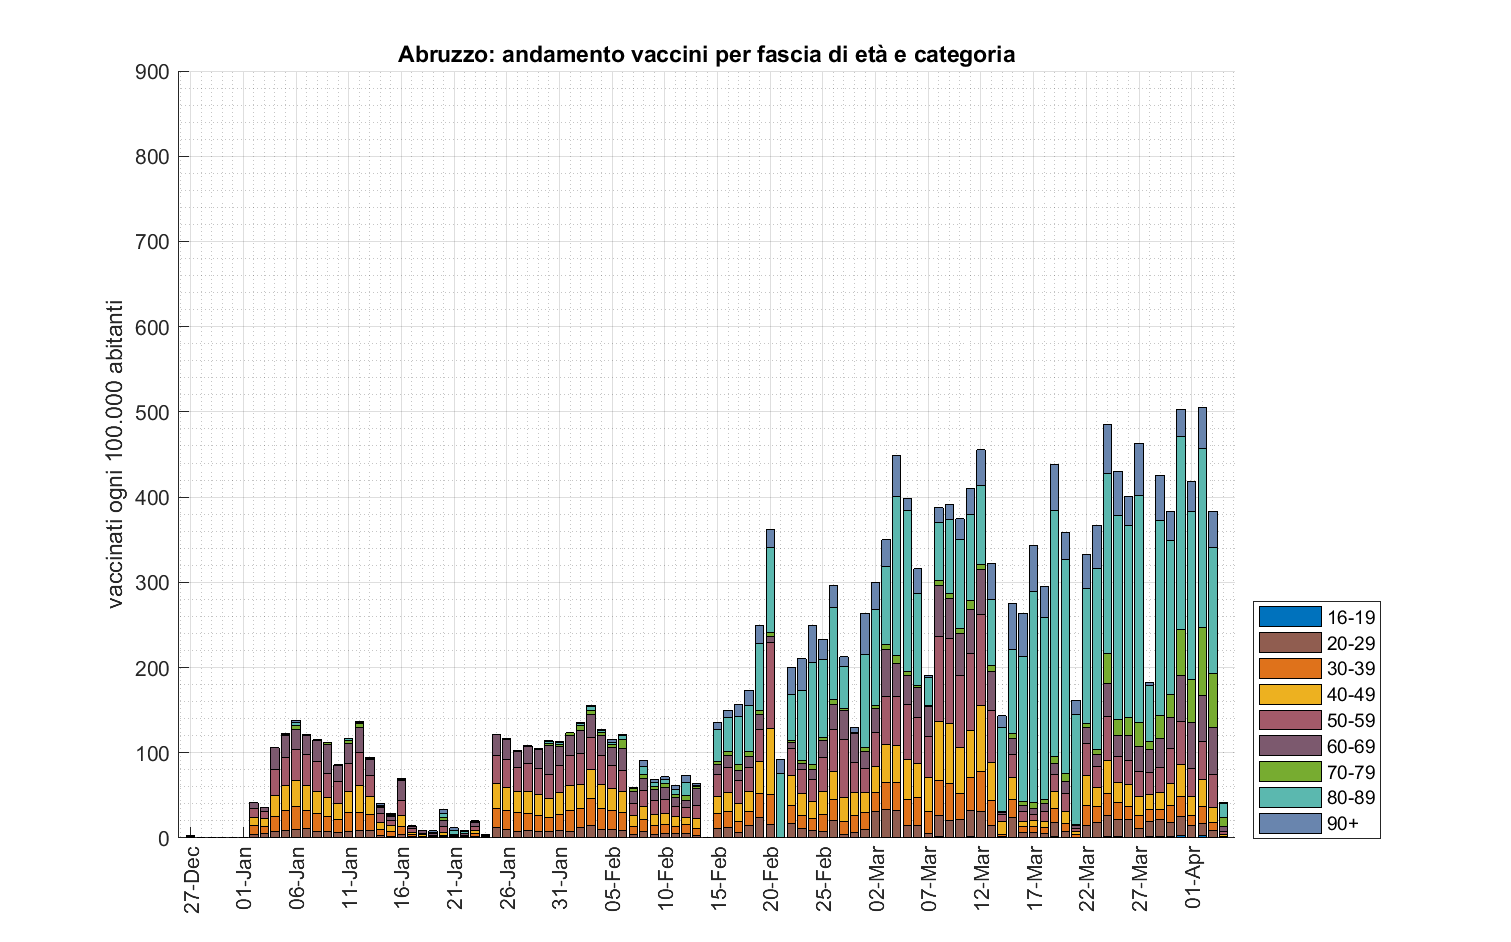 Abruzzo: andamento vaccini per fascia di età e categoria
vaccinati ogni 100.000 abitanti
900
800
700
600
500
400
300
200
100
0
27-Dec
01-Jan
06-Jan
11-Jan
16-Jan
21-Jan
26-Jan
31-Jan
05-Feb
10-Feb
15-Feb
20-Feb
25-Feb
02-Mar
07-Mar
12-Mar
17-Mar
22-Mar
27-Mar
01-Apr
16-19
20-29
30-39
40-49
50-59
60-69
70-79
80-89
90+